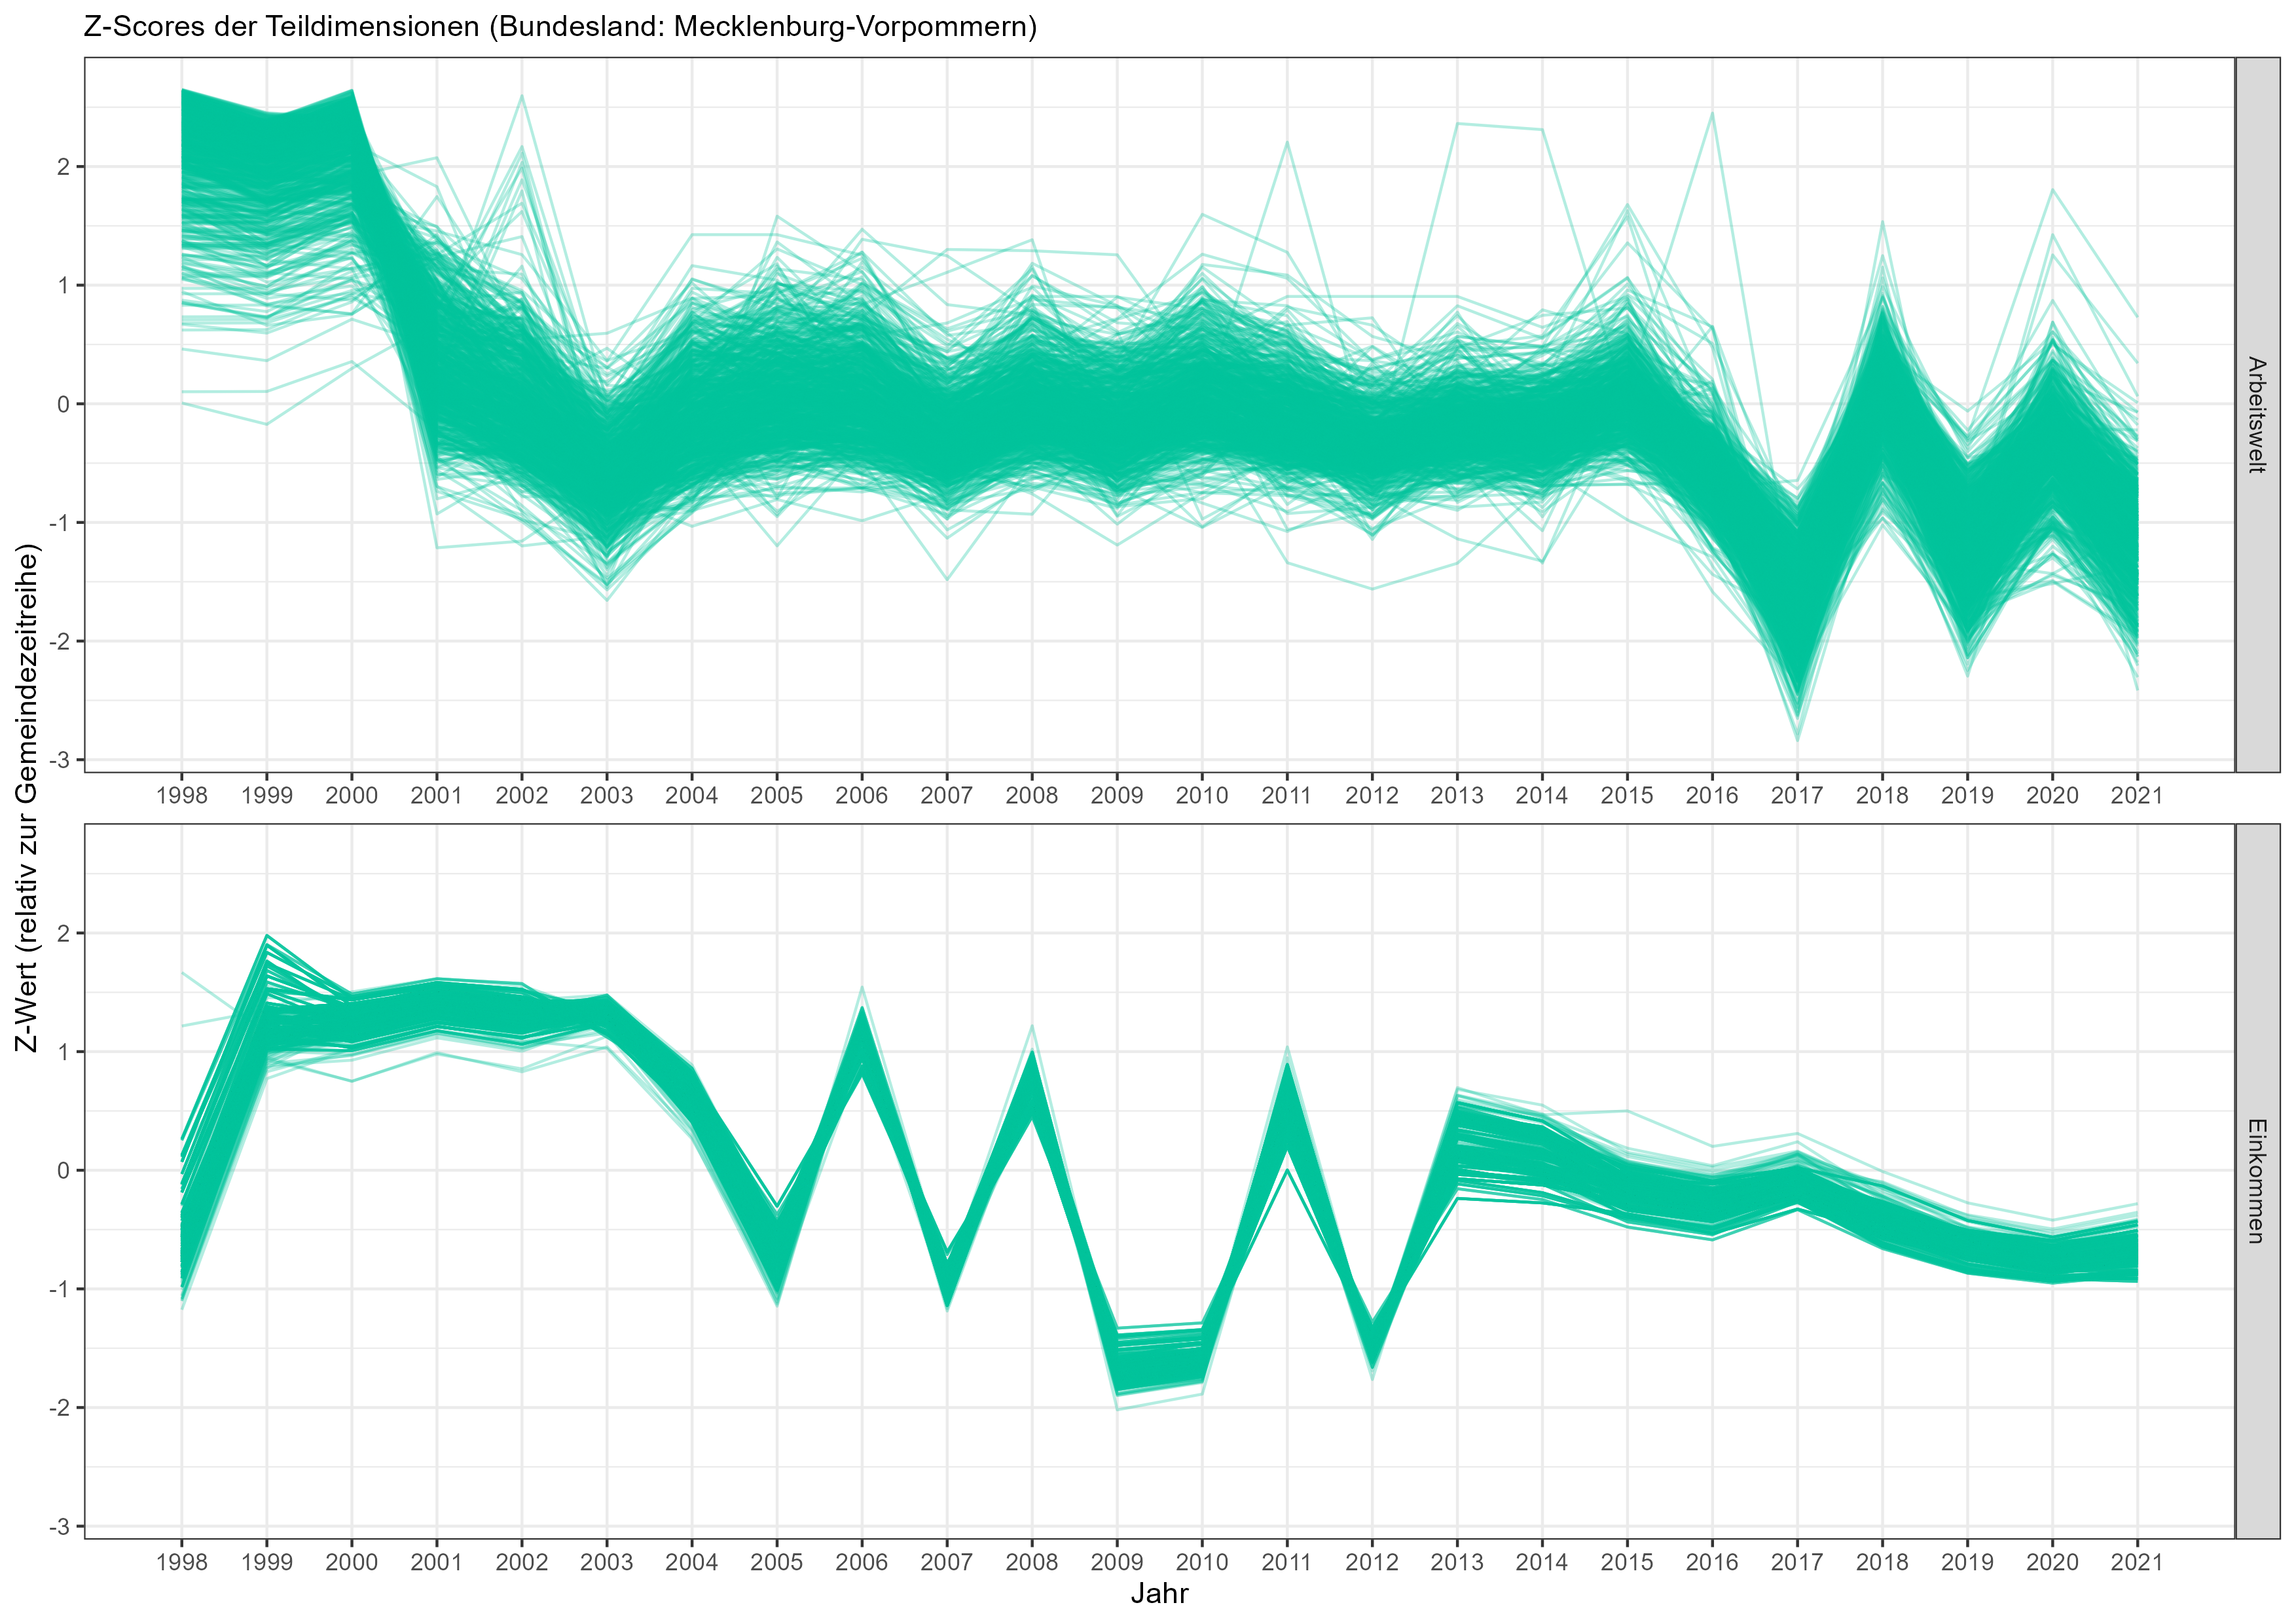 Z-Scores der Teildimensionen (Bundesland: Mecklenburg-Vorpommern)
Z-Wert (relativ zur Gemeindezeitreihe)
2
1
0
-1
-2
-3
Arbeitswelt
1998 1999 2000 2001 2002 2003 2004 2005 2006 2007 2008 2009 2010 2011 2012 2013 2014 2015 2016 2017 2018 2019 2020 2021
2
1
0
-1
-2
-3
Einkommen
1998 1999 2000 2001 2002 2003 2004 2005 2006 2007 2008 2009 2010 2011 2012 2013 2014 2015 2016 2017 2018 2019 2020 2021
Jahr